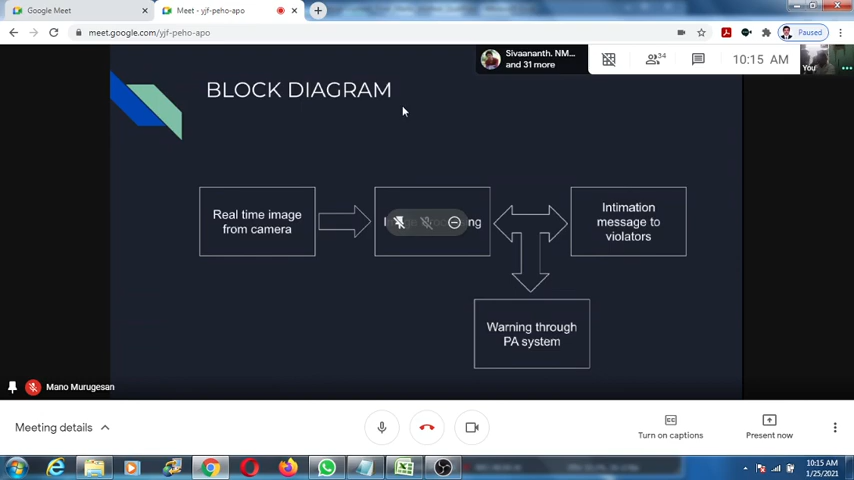 Google Meet
Meet - yjf-peho-apo
meet.google.com/yjf-peho-apo
Paused
Sivaananth. NM...
and 31 more
34
10:15 AM
You
BLOCK DIAGRAM
Real time image
from camera
Intimation
message to
violators
Warning through
PA system
Mano Murugesan
Meeting details
Turn on captions
Present now
10:15 AM
1/25/2021